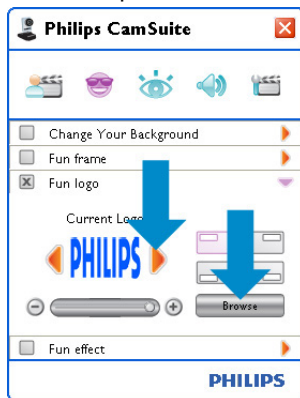 Philips CamSuite
Change Your Background
Fun frame
Fun logo
Current Logo
PHILIPS
Browse
Fun effect
PHILIPS